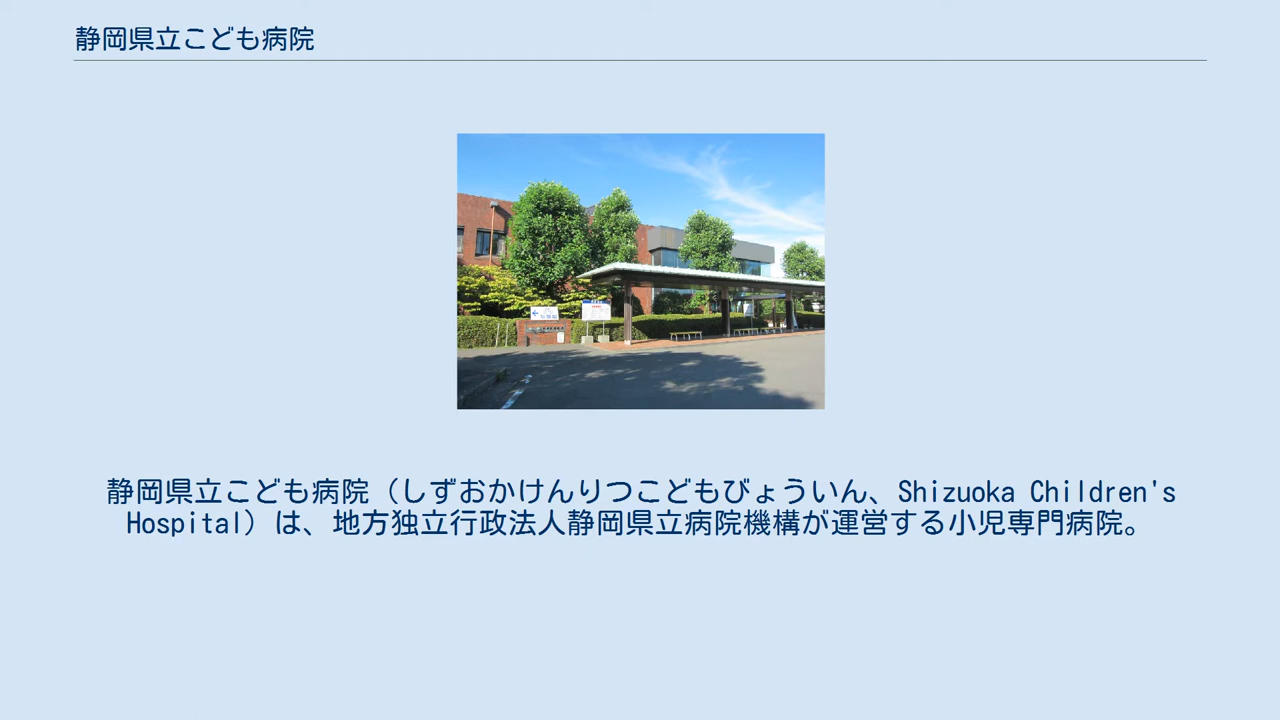 静岡県立こども病院
静岡県立こども病院（しずおかけんりつこどもびょういん、Shizuoka Children's
Hospital）は、地方独立行政法人静岡県立病院機構が運営する小児専門病院。